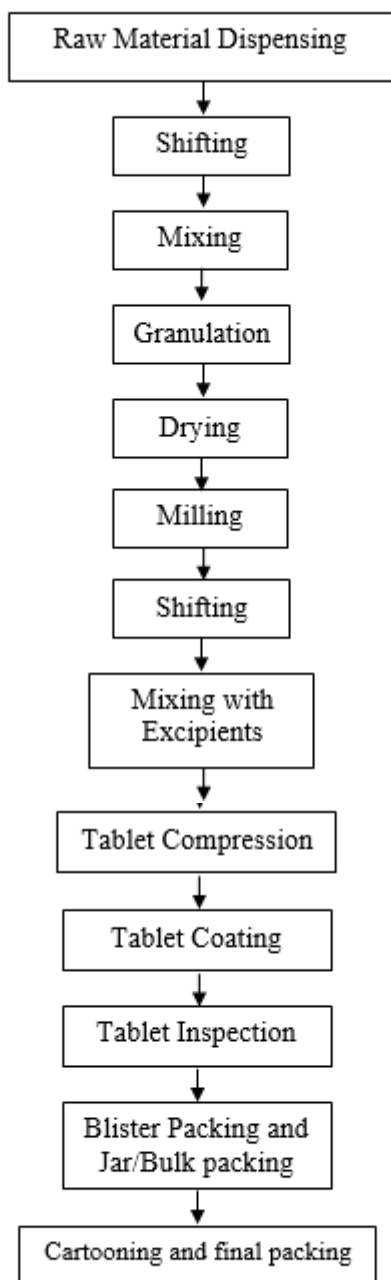 Raw Material Dispensing
Shifting
Mixing
Granulation
Drying
Milling
Shifting
Mixing with
Excipients
Tablet Compression
Tablet Coating
Tablet Inspection
Blister Packing and
Jar/Bulk packing
Cartooning and final packing